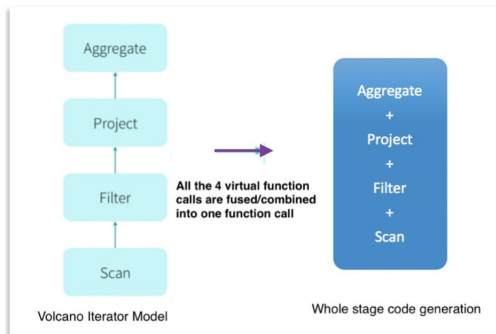 Aggregate
Project
Filter
Scan
Volcano Iterator Model
All the 4 virtual function
calls are fused/combined
into one function call
Aggregate
+
Project
+
Filter
+
Scan
Whole stage code generation